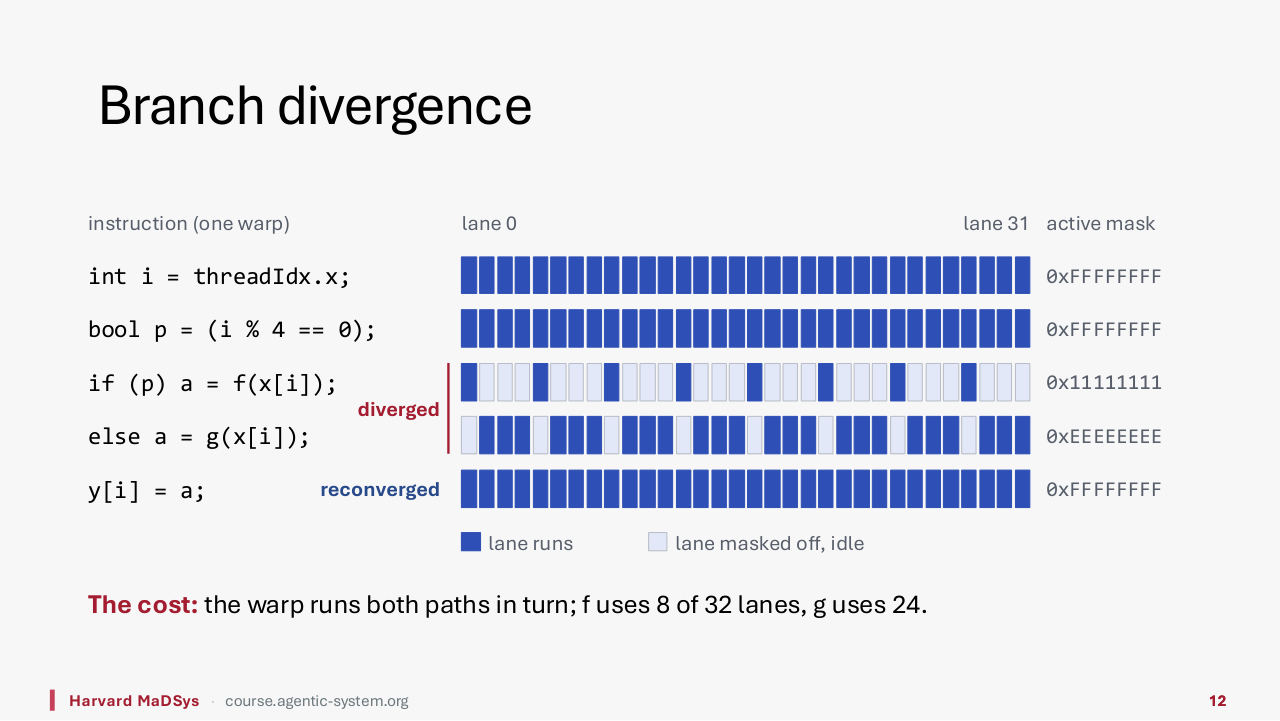 Branch divergence
instruction (one warp)
lane 0
lane 31
active mask
int i = threadIdx.x;
0xFFFFFFFF
bool p = (i % 4 == 0);
0xFFFFFFFF
if (p) a = f(x[i]);
0x11111111
diverged
else a = g(x[i]);
0xEEEEEEEE
y[i] = a;
reconverged
0xFFFFFFFF
lane runs
lane masked off, idle
The cost: the warp runs both paths in turn; f uses 8 of 32 lanes, g uses 24.
Harvard MaDSys · course.agentic-system.org
12